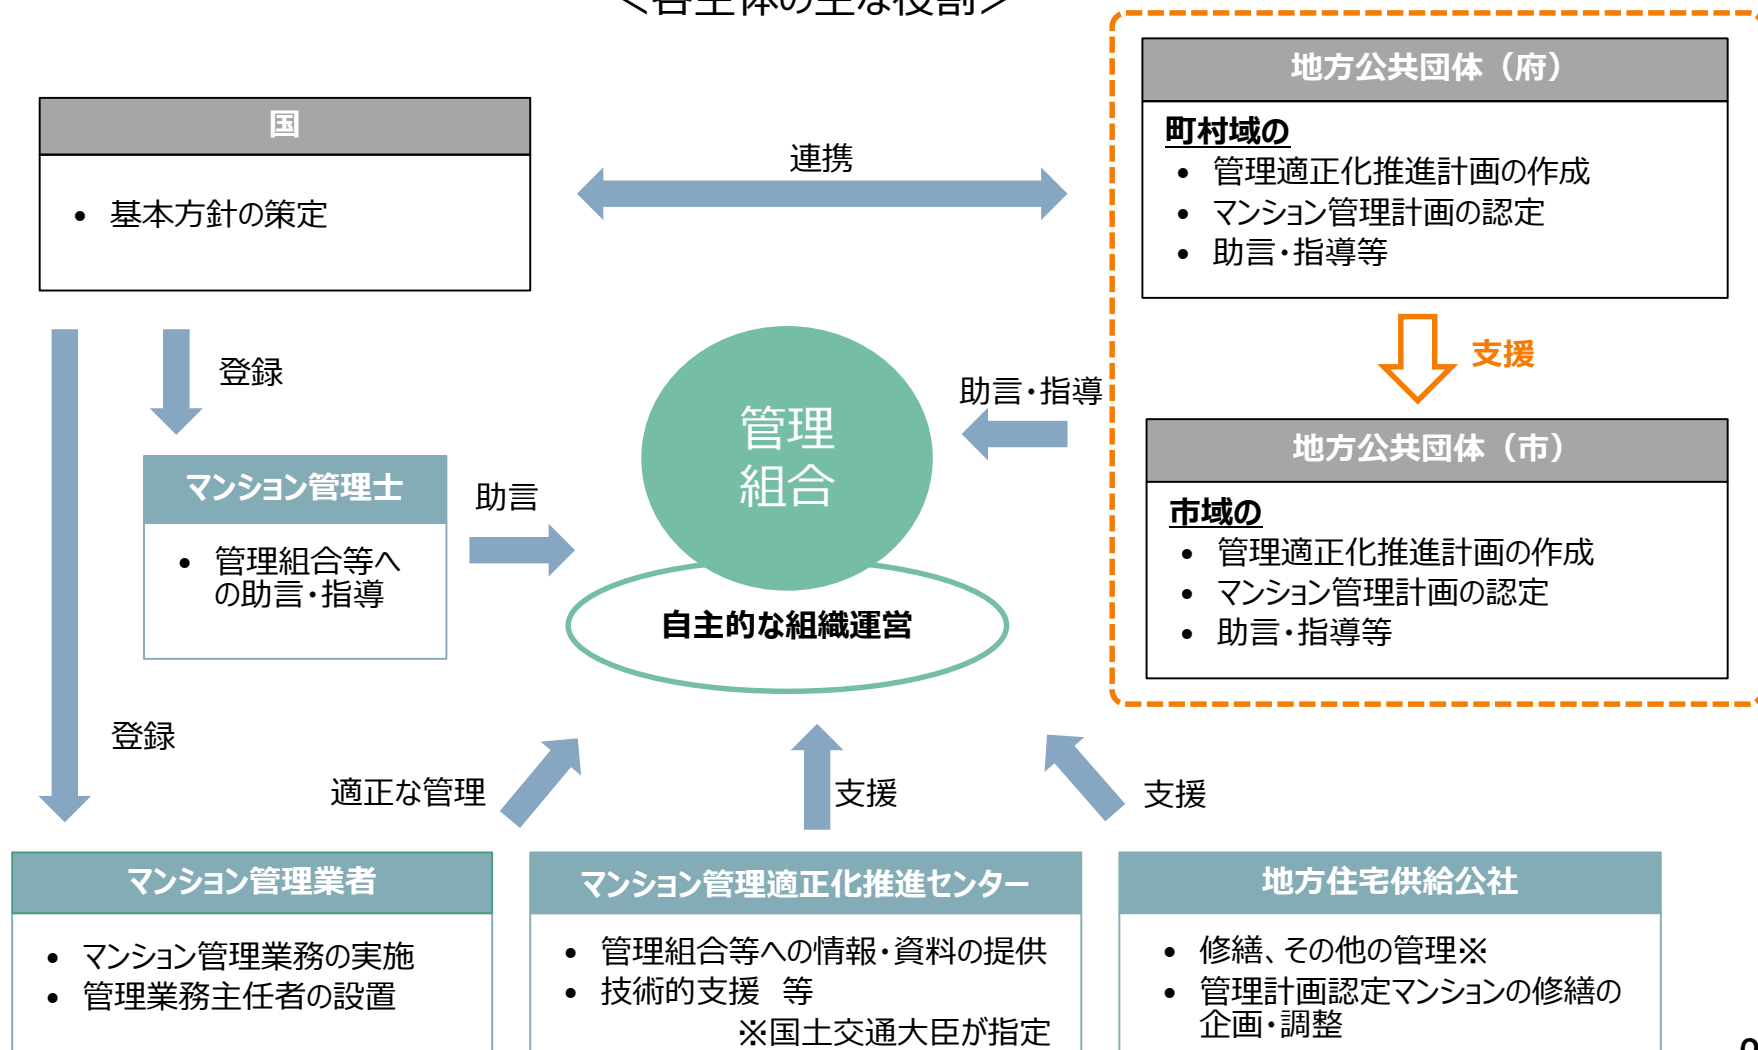 ＜各主体の主な役割＞
国
• 基本方針の策定
連携
地方公共団体（府）
町村域の
• 管理適正化推進計画の作成
• マンション管理計画の認定
• 助言・指導等
支援
地方公共団体（市）
市域の
• 管理適正化推進計画の作成
• マンション管理計画の認定
• 助言・指導等
登録
マンション管理士
• 管理組合等へ
の助言・指導
助言
管理
組合
自主的な組織運営
助言・指導
登録
適正な管理
支援
支援
マンション管理業者
• マンション管理業務の実施
• 管理業務主任者の設置
マンション管理適正化推進センター
• 管理組合等への情報・資料の提供
• 技術的支援　等
※国土交通大臣が指定
地方住宅供給公社
• 修繕、その他の管理※
• 管理計画認定マンションの修繕の
企画・調整